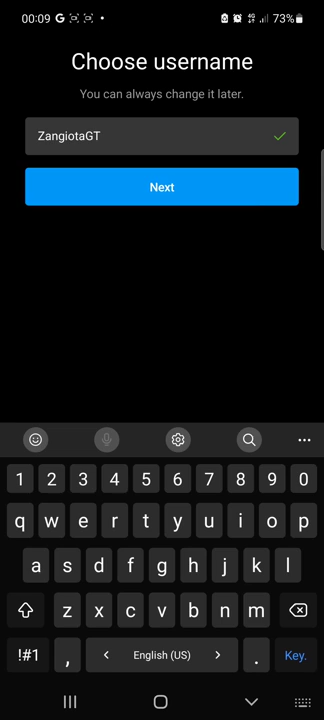 00:09 G 4G 73%
Choose username
You can always change it later.
ZangiotaGT
Next
1 2 3 4 5 6 7 8 9 0
q w e r t y u i o p
a s d f g h j k l
z x c v b n m
!#1 , < English (US) > . Key.